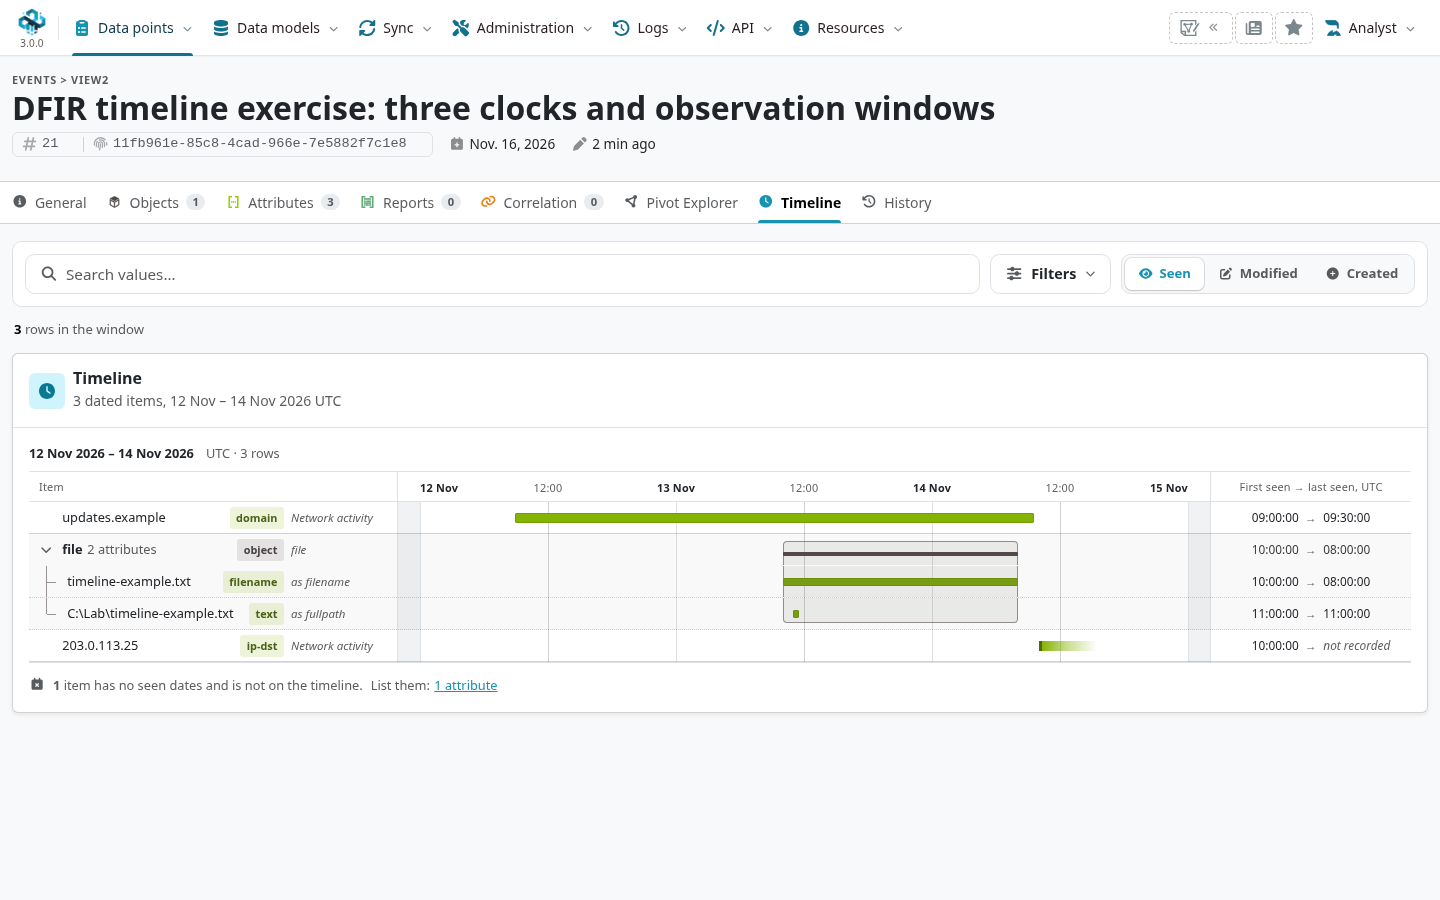 3.0.0
Data points
Data models
Sync
Administration
Logs
API
Resources
Analyst
EVENTS > VIEW2
DFIR timeline exercise: three clocks and observation windows
21 11fb961e-85c8-4cad-966e-7e5882f7c1e8 Nov. 16, 2026 2 min ago
General
Objects 1
Attributes 3
Reports 0
Correlation 0
Pivot Explorer
Timeline
History
Search values...
Filters
Seen
Modified
Created
3 rows in the window
Timeline
3 dated items, 12 Nov – 14 Nov 2026 UTC
12 Nov 2026 – 14 Nov 2026 UTC · 3 rows
Item 12 Nov 12:00 13 Nov 12:00 14 Nov 12:00 15 Nov First seen → last seen, UTC
updates.example domain Network activity 09:00:00 → 09:30:00
file 2 attributes object file 10:00:00 → 08:00:00
timeline-example.txt filename as filename 10:00:00 → 08:00:00
C:\Lab\timeline-example.txt text as fullpath 11:00:00 → 11:00:00
203.0.113.25 ip-dst Network activity 10:00:00 → not recorded
1 item has no seen dates and is not on the timeline. List them: 1 attribute